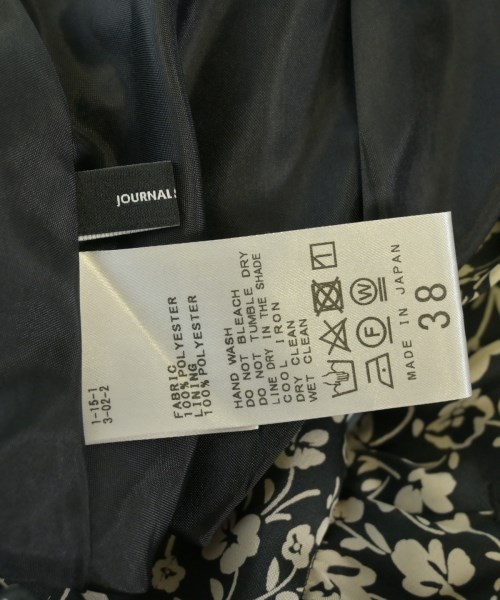 JOURNAL S
1-15-1
3-02-2
FABRIC
100%POLYESTER
LINING
100%POLYESTER
HAND WASH
DO NOT BLEACH
DO NOT TUMBLE DRY
LINE DRY IN THE SHADE
COOL IRON
DRY CLEAN
WET CLEAN
F W
MADE IN JAPAN
38